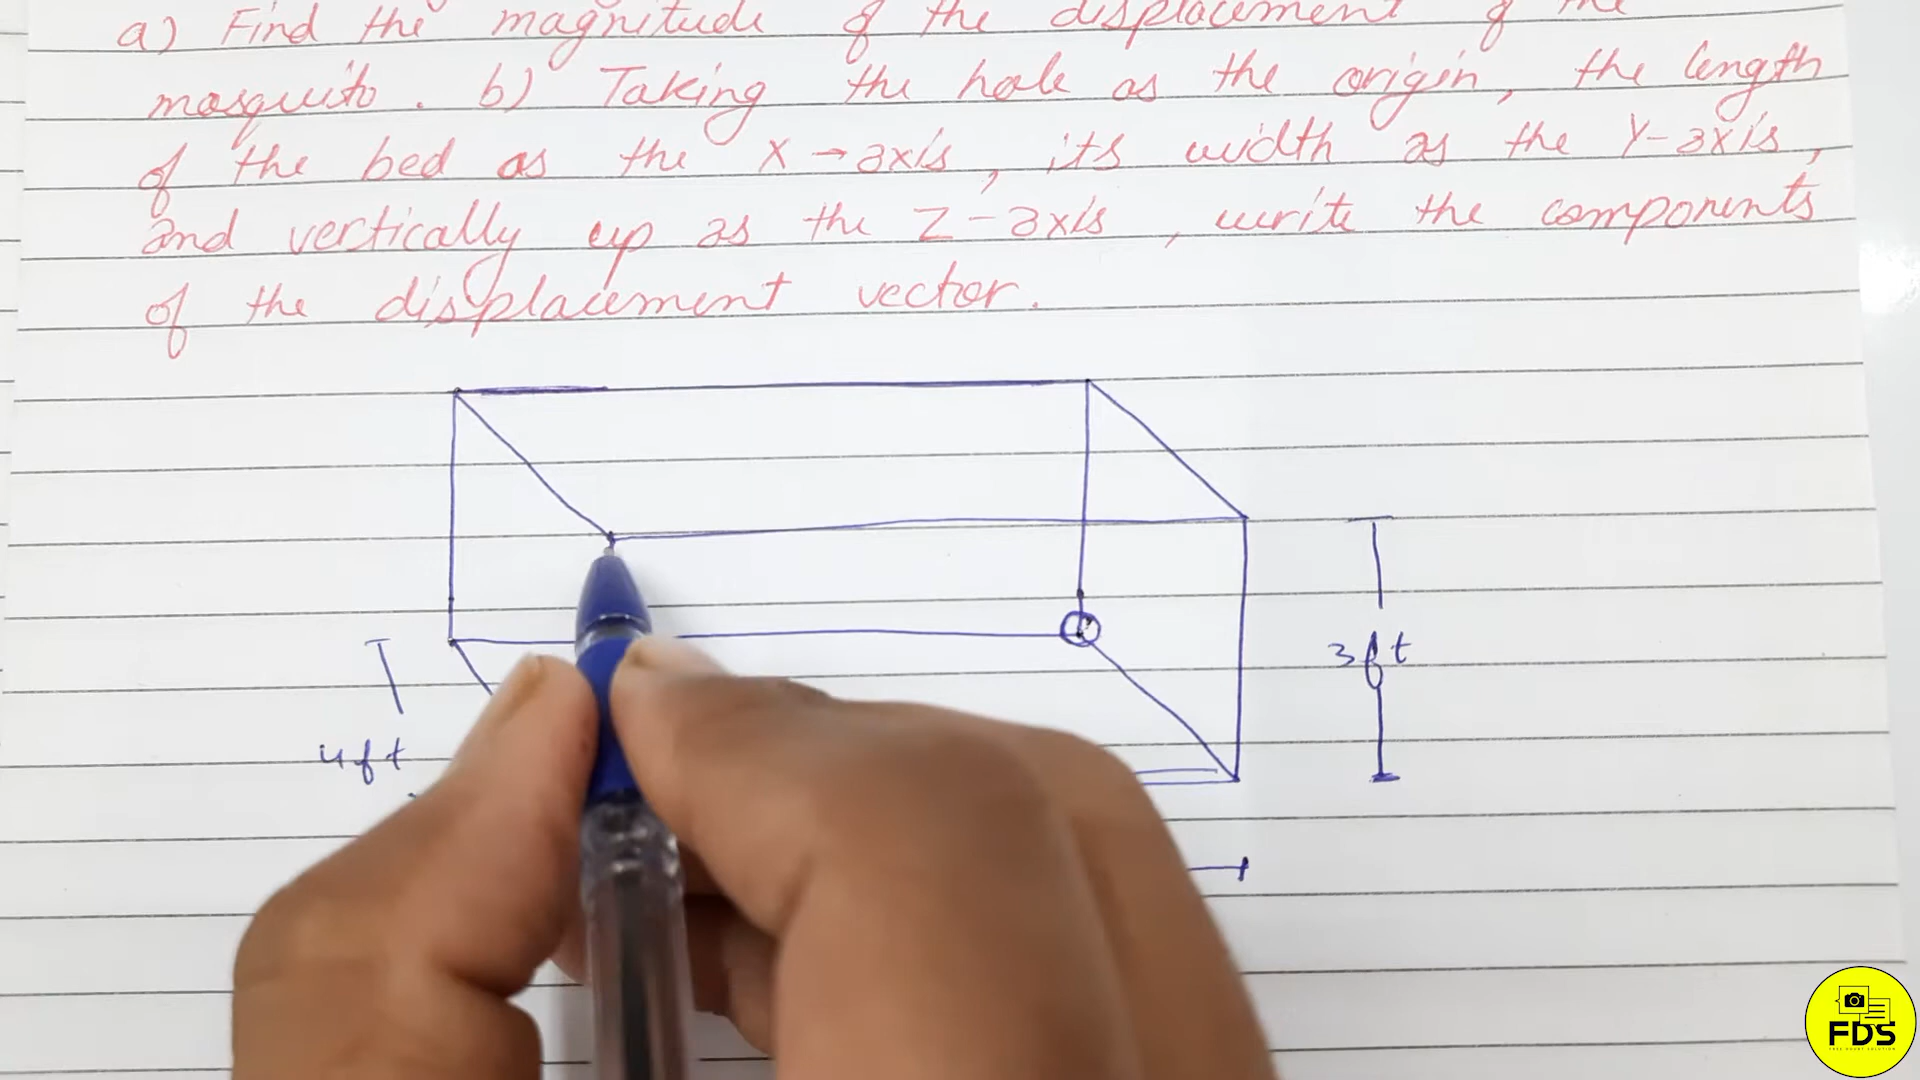 a) Find the magnitude of the displacement of the
mosquito. b) Taking the hole as the origin, the length
of the bed as the X-axis, its width as the Y-axis,
and vertically up as the Z-axis, write the components
of the displacement vector.
3ft
4ft
FDS